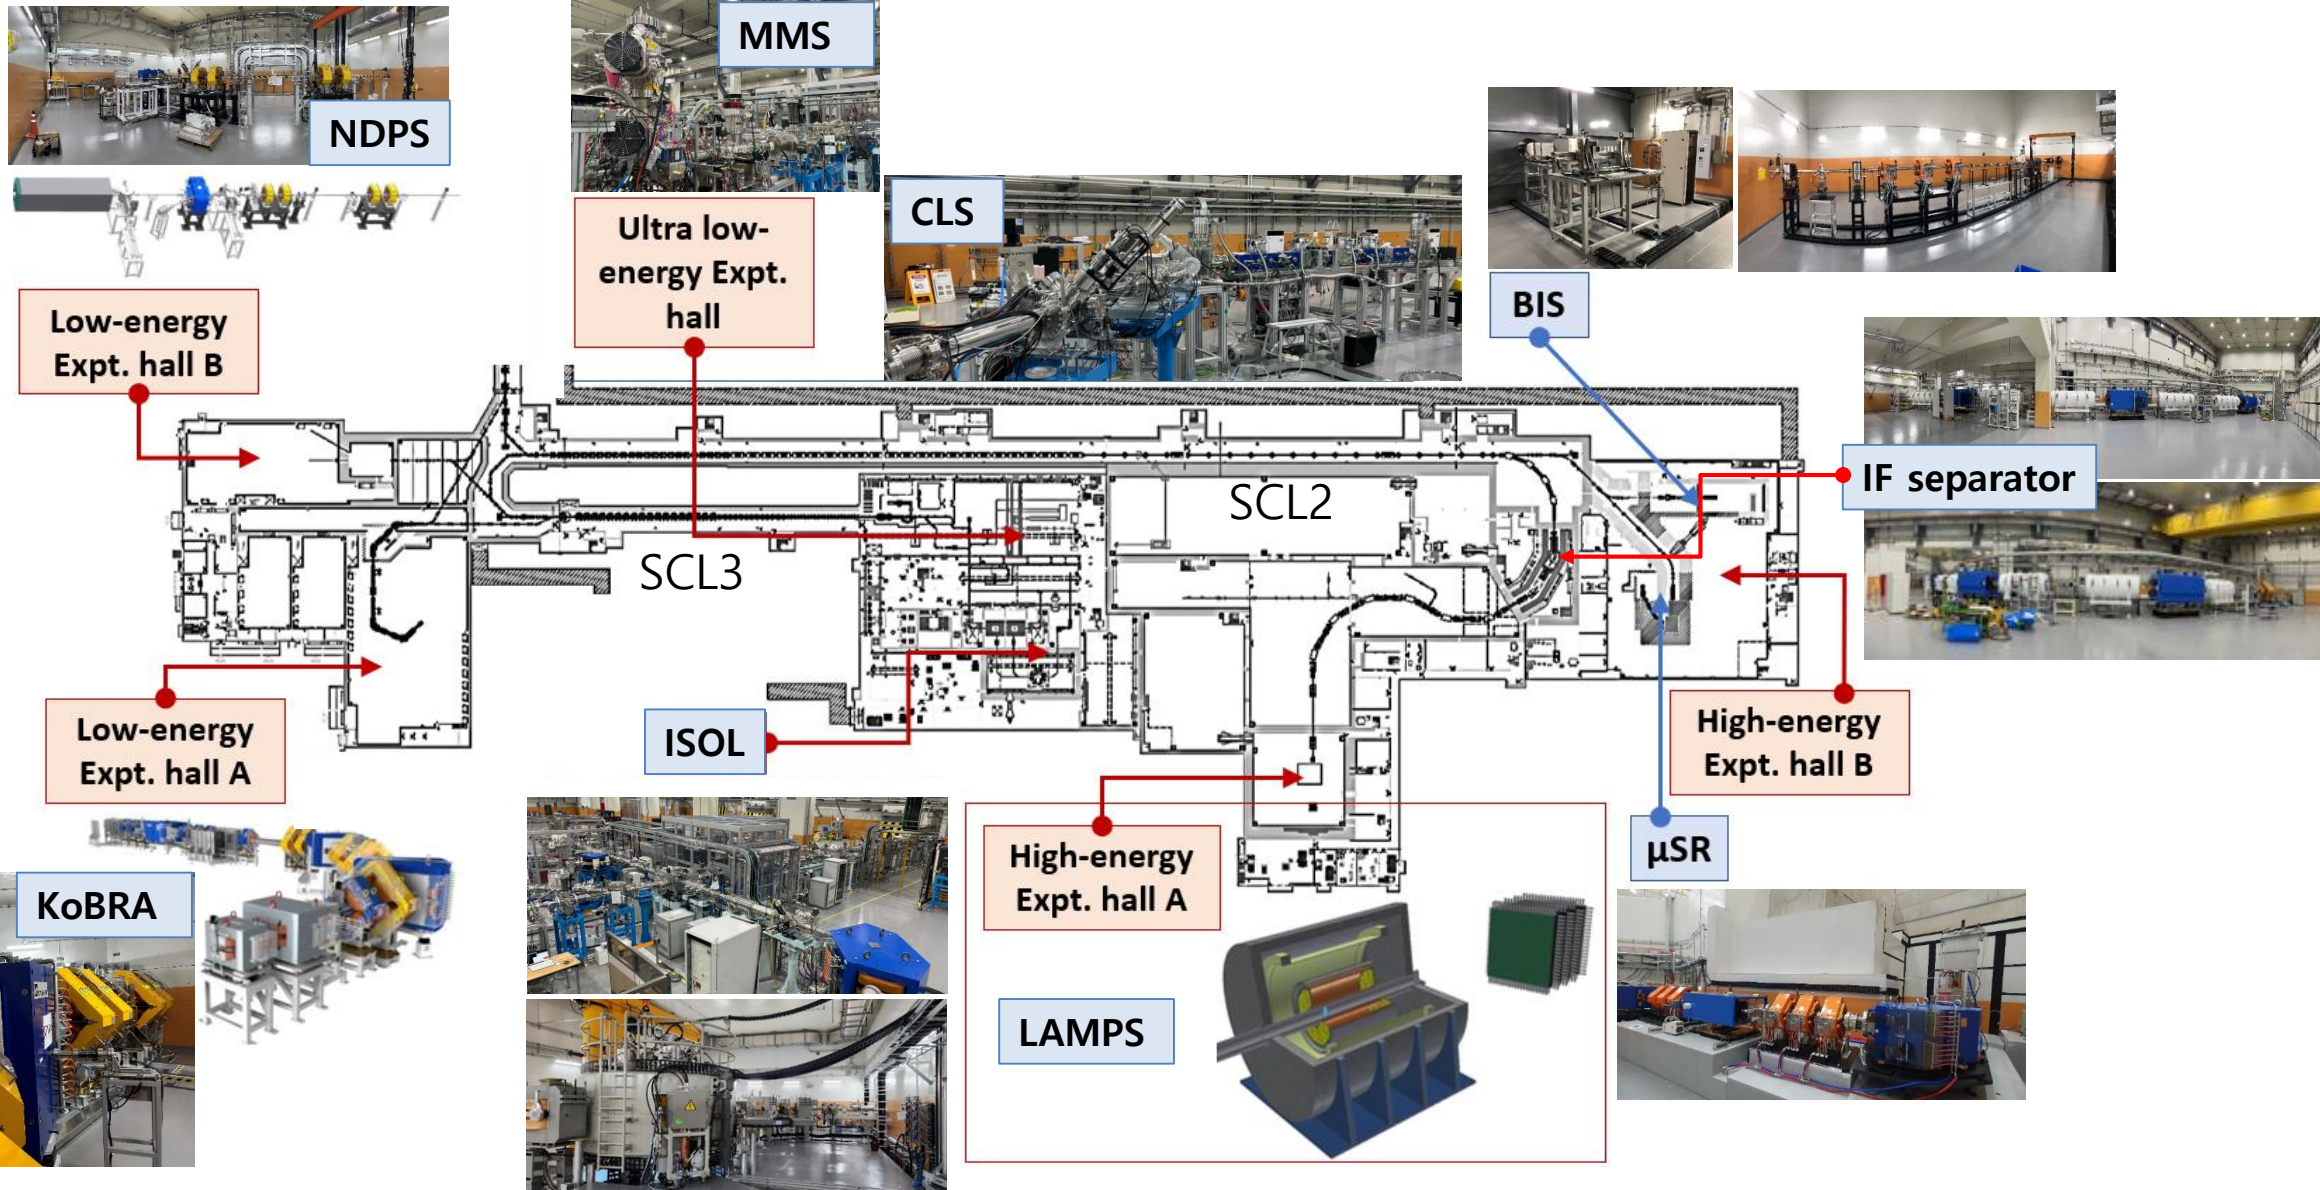 NDPS
MMS
CLS
Low-energy
Expt. hall B
Ultra low-
energy Expt.
hall
BIS
IF separator
SCL2
SCL3
Low-energy
Expt. hall A
ISOL
High-energy
Expt. hall B
High-energy
Expt. hall A
μSR
KoBRA
LAMPS